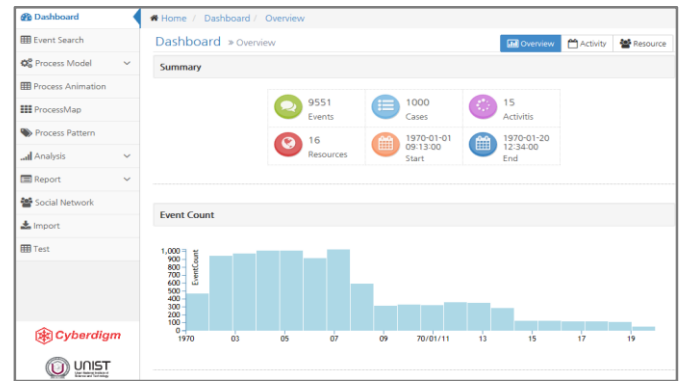 Dashboard
Home / Dashboard / Overview
Event Search
Dashboard » Overview
Overview
Activity
Resource
Process Model
Summary
Process Animation
ProcessMap
Process Pattern
Analysis
Report
Social Network
Import
Test
9551
Events
1000
Cases
15
Activitis
16
Resources
1970-01-01
09:13:00
Start
1970-01-20
12:34:00
End
Event Count
EventCount
1,000
900
800
700
600
500
400
300
200
100
0
1970 03 05 07 09 70/01/11 13 15 17 19
Cyberdigm
UNIST